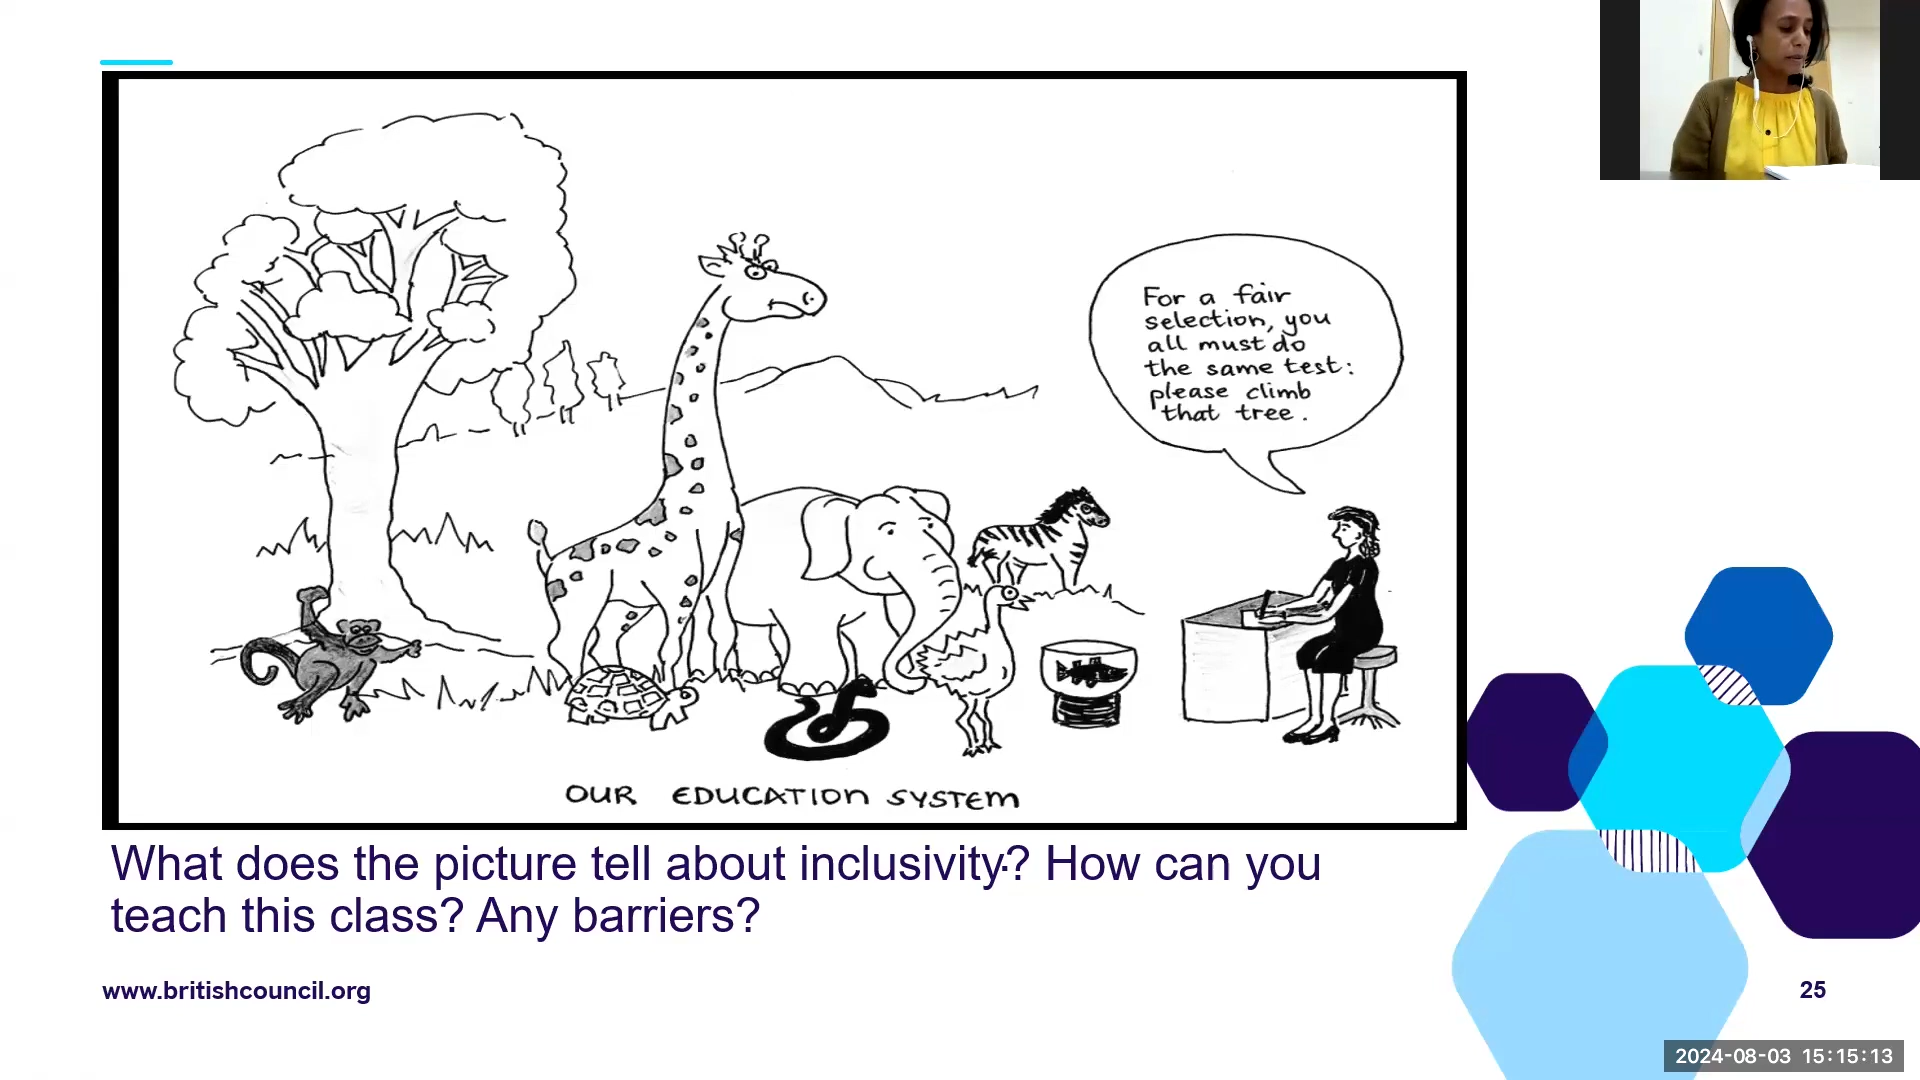 For a fair
selection, you
all must do
the same test:
please climb
that tree.
OUR EDUCATION SYSTEM
What does the picture tell about inclusivity.? How can you
teach this class? Any barriers?
www.britishcouncil.org
25
2024-08-03 15:15:13